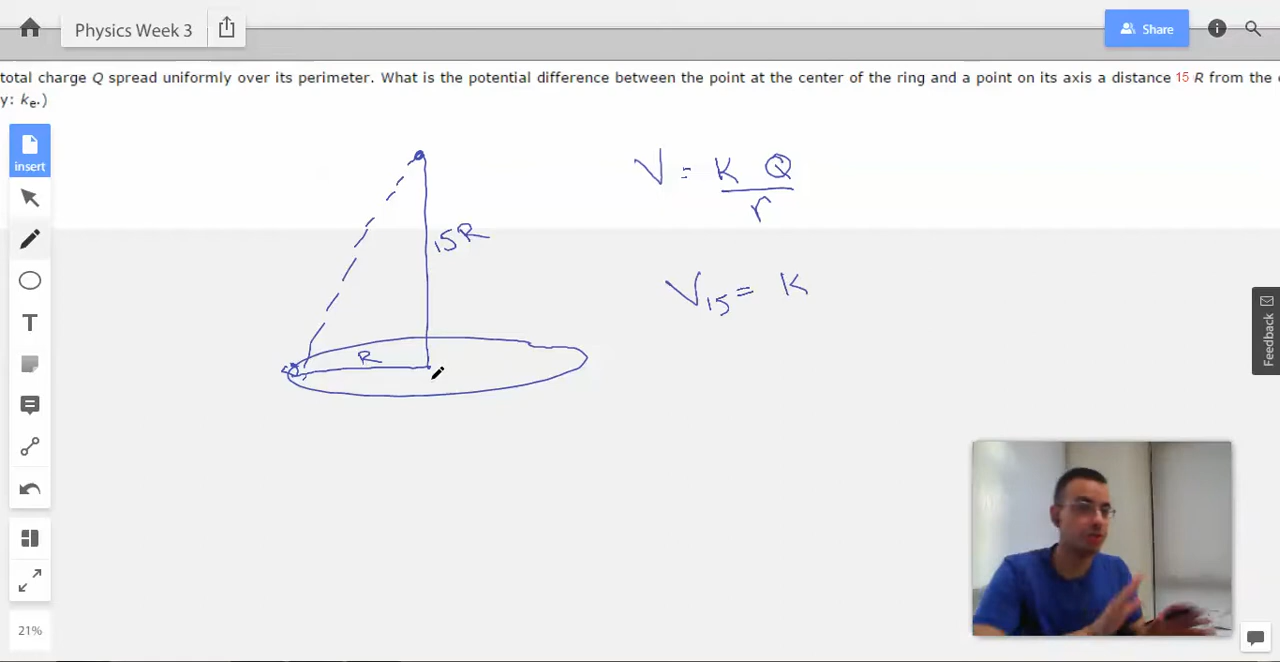 Physics Week 3
Share
total charge Q spread uniformly over its perimeter. What is the potential difference between the point at the center of the ring and a point on its axis a distance 15 R from the
y: ke.)
insert
T
V = K Q
r
15R
V15 = K
R
Feedback
21%